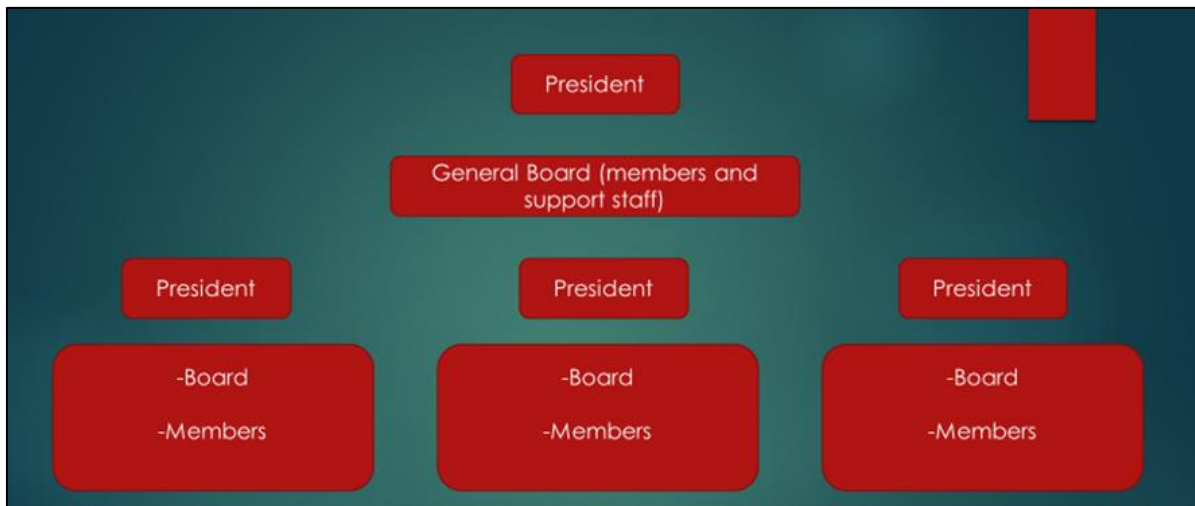 President
General Board (members and
support staff)
President
President
President
-Board
-Members
-Board
-Members
-Board
-Members